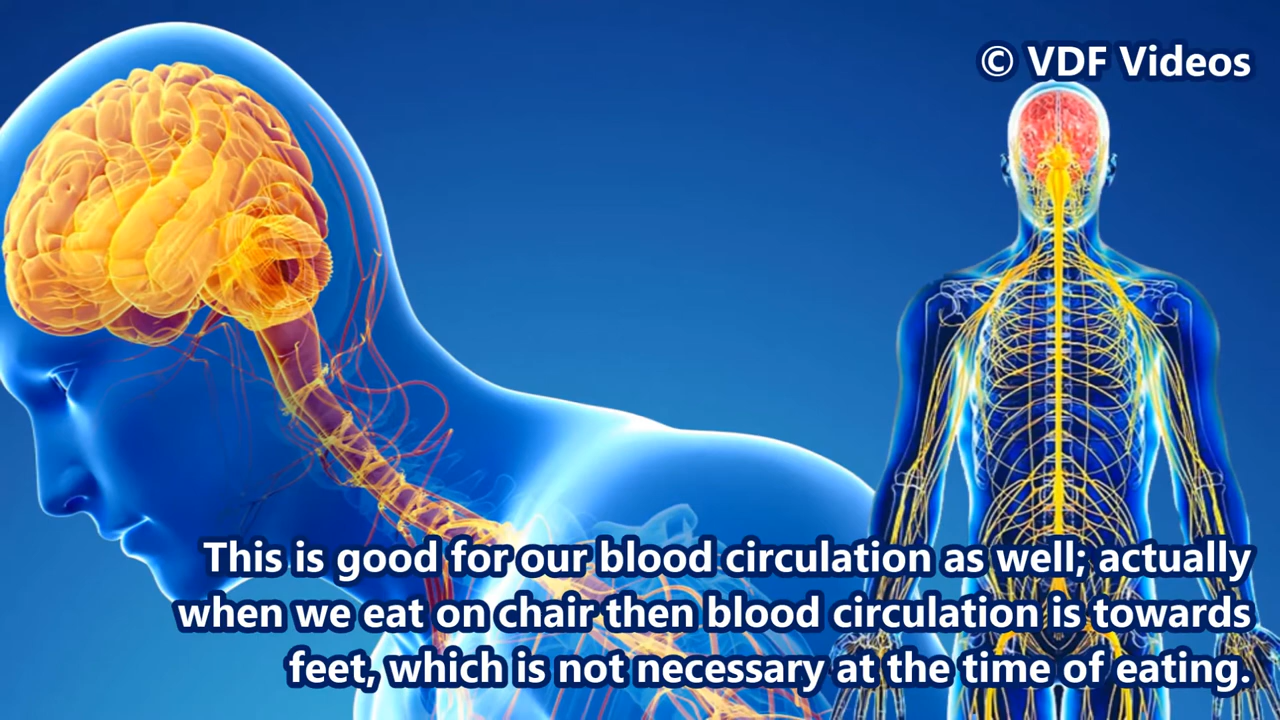 © VDF Videos
This is good for our blood circulation as well; actually
when we eat on chair then blood circulation is towards
feet, which is not necessary at the time of eating.